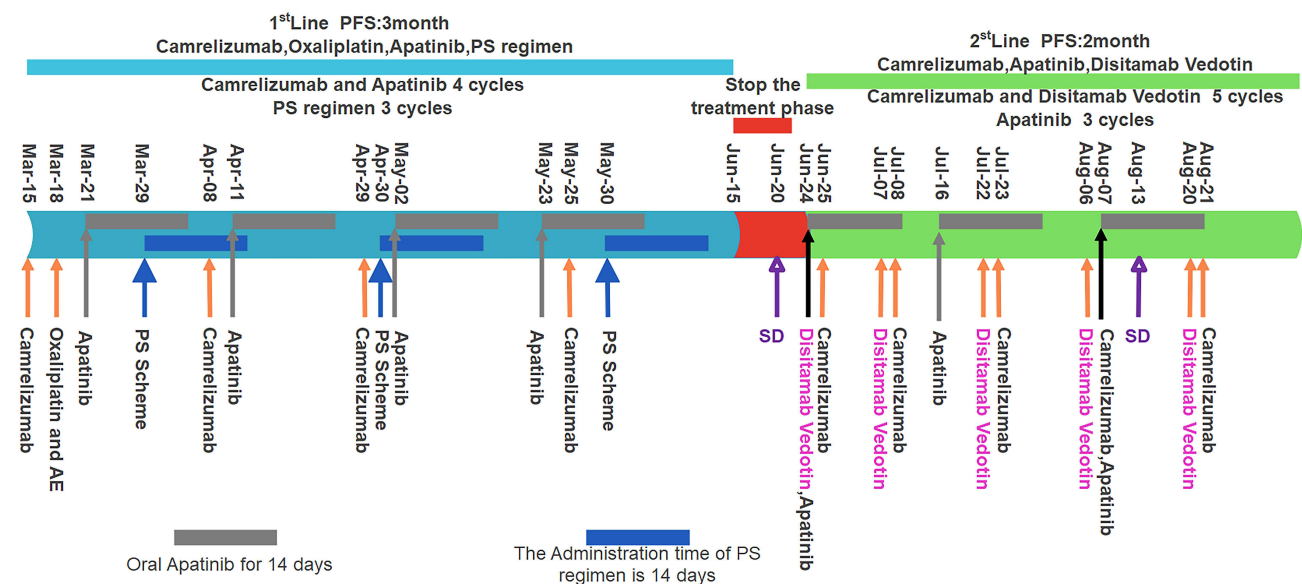 1stLine PFS:3month
Camrelizumab,Oxaliplatin,Apatinib,PS regimen
Camrelizumab and Apatinib 4 cycles
PS regimen 3 cycles
Stop the
treatment phase
2stLine PFS:2month
Camrelizumab,Apatinib,Disitamab Vedotin
Camrelizumab and Disitamab Vedotin 5 cycles
Apatinib 3 cycles
Mar-15
Mar-18
Mar-21
Mar-29
Apr-08
Apr-11
Apr-29
Apr-30
May-02
May-23
May-25
May-30
Jun-15
Jun-20
Jun-24
Jun-25
Jul-07
Jul-08
Jul-16
Jul-22
Jul-23
Aug-06
Aug-07
Aug-13
Aug-20
Aug-21
Camrelizumab
Oxaliplatin and AE
Apatinib
PS Scheme
Camrelizumab
Apatinib
Camrelizumab
PS Scheme
Apatinib
Apatinib
Camrelizumab
PS Scheme
SD
Disitamab Vedotin,Apatinib
Camrelizumab
Disitamab Vedotin
Camrelizumab
Apatinib
Disitamab Vedotin
Camrelizumab
Disitamab Vedotin
Camrelizumab,Apatinib
SD
Disitamab Vedotin
Camrelizumab
Oral Apatinib for 14 days
The Administration time of PS
regimen is 14 days